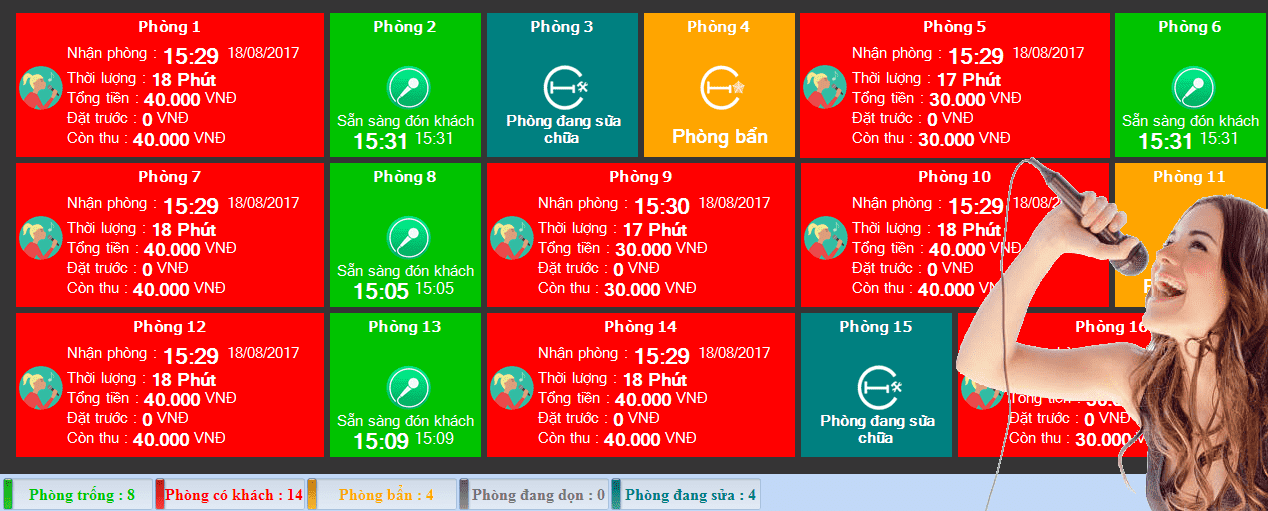 Phòng 1
Nhận phòng : 15:29 18/08/2017
Thời lượng : 18 Phút
Tổng tiền : 40.000 VNĐ
Đặt trước : 0 VNĐ
Còn thu : 40.000 VNĐ
Phòng 2
Sẵn sàng đón khách
15:31 15:31
Phòng 3
Phòng đang sửa
chữa
Phòng 4
Phòng bẩn
Phòng 5
Nhận phòng : 15:29 18/08/2017
Thời lượng : 17 Phút
Tổng tiền : 30.000 VNĐ
Đặt trước : 0 VNĐ
Còn thu : 30.000 VNĐ
Phòng 6
Sẵn sàng đón khách
15:31 15:31
Phòng 7
Nhận phòng : 15:29 18/08/2017
Thời lượng : 18 Phút
Tổng tiền : 40.000 VNĐ
Đặt trước : 0 VNĐ
Còn thu : 40.000 VNĐ
Phòng 8
Sẵn sàng đón khách
15:05 15:05
Phòng 9
Nhận phòng : 15:30 18/08/2017
Thời lượng : 17 Phút
Tổng tiền : 30.000 VNĐ
Đặt trước : 0 VNĐ
Còn thu : 30.000 VNĐ
Phòng 10
Nhận phòng : 15:29
Thời lượng : 18 Phút
Tổng tiền : 40.000 VNĐ
Đặt trước : 0 VNĐ
Còn thu : 40.000
Phòng 11
Phòng 12
Nhận phòng : 15:29 18/08/2017
Thời lượng : 18 Phút
Tổng tiền : 40.000 VNĐ
Đặt trước : 0 VNĐ
Còn thu : 40.000 VNĐ
Phòng 13
Sẵn sàng đón khách
15:09 15:09
Phòng 14
Nhận phòng : 15:29 18/08/2017
Thời lượng : 18 Phút
Tổng tiền : 40.000 VNĐ
Đặt trước : 0 VNĐ
Còn thu : 40.000 VNĐ
Phòng 15
Phòng đang sửa
chữa
Phòng 16
Tổng tiền : 30.000
Đặt trước : 0 VNĐ
Còn thu : 30.000
Phòng trống : 8
Phòng có khách : 14
Phòng bẩn : 4
Phòng đang dọn : 0
Phòng đang sửa : 4